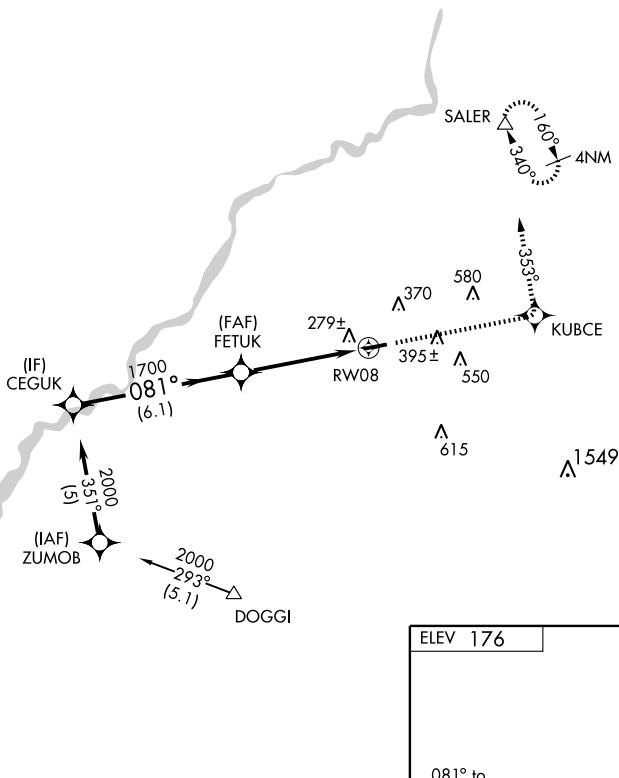 SALER
160°
340°
4NM
353°
KUBCE
580
370
279±
395±
550
RW08
(FAF)
FETUK
(IF)
CEGUK
1700
081°
(6.1)
615
1549
2000
351°
(5)
(IAF)
ZUMOB
2000
293°
(5.1)
DOGGI
ELEV 176
081° to